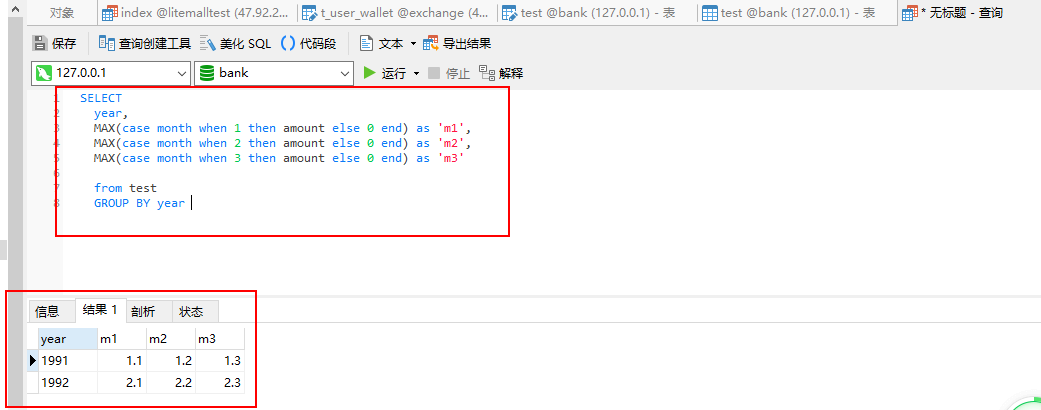 对象 index @litemalltest (47.92.2... t_user_wallet @exchange (4... test @bank (127.0.0.1) - 表 test @bank (127.0.0.1) - 表 * 无标题 - 查询
保存 查询创建工具 美化 SQL () 代码段 文本 导出结果
127.0.0.1 bank 运行 停止 解释
1 SELECT
2 year,
3 MAX(case month when 1 then amount else 0 end) as 'm1',
4 MAX(case month when 2 then amount else 0 end) as 'm2',
5 MAX(case month when 3 then amount else 0 end) as 'm3'
6
7 from test
8 GROUP BY year
信息 结果 1 剖析 状态
year m1 m2 m3
1991 1.1 1.2 1.3
1992 2.1 2.2 2.3